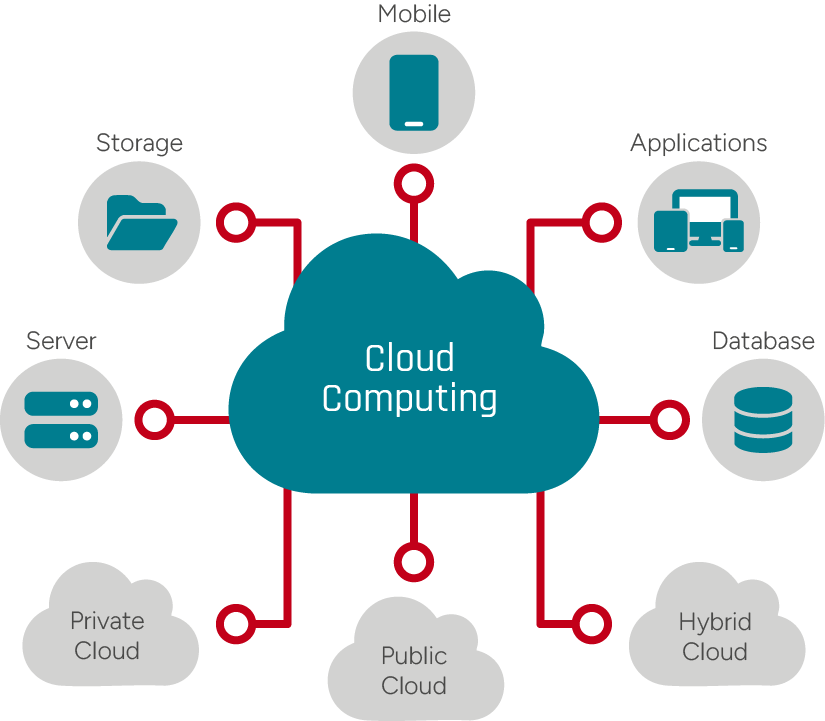 Mobile
Storage
Applications
Server
Database
Cloud
Computing
Private
Cloud
Public
Cloud
Hybrid
Cloud